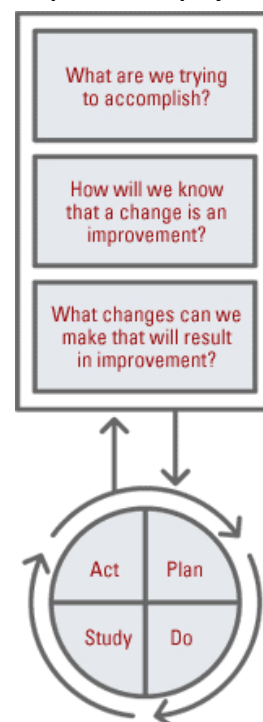 What are we trying
to accomplish?
How will we know
that a change is an
improvement?
What changes can we
make that will result
in improvement?
Act
Plan
Study
Do